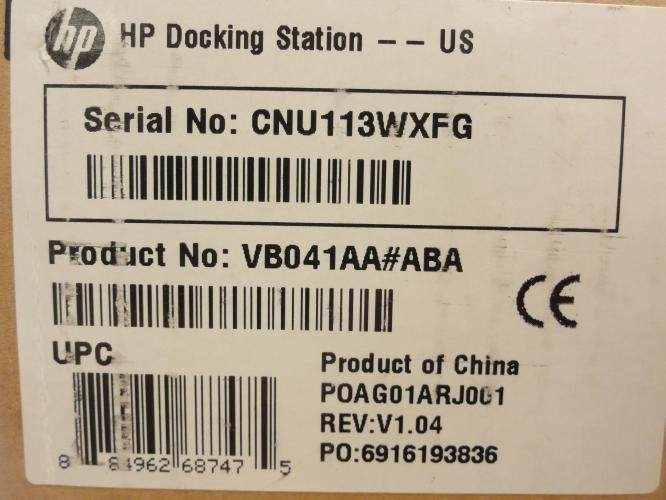 hp HP Docking Station -- US
Serial No: CNU113WXFG
Product No: VB041AA#ABA
CE
UPC
Product of China
POAG01ARJ001
REV:V1.04
PO:6916193836
8 84962 68747 5